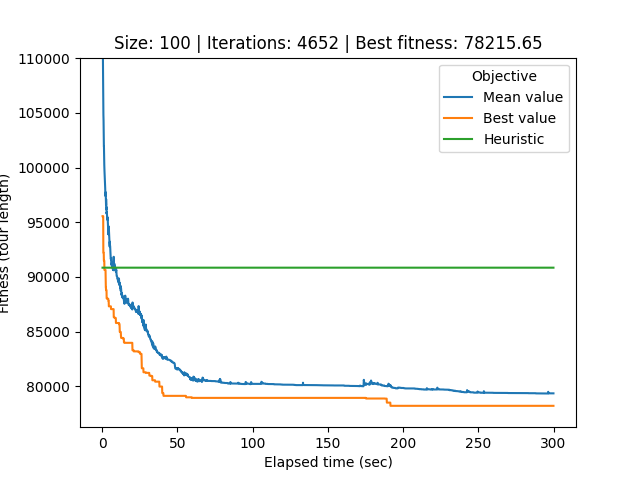 Size: 100 | Iterations: 4652 | Best fitness: 78215.65
Objective
Mean value
Best value
Heuristic
110000
105000
100000
95000
90000
85000
80000
Fitness (tour length)
0 50 100 150 200 250 300
Elapsed time (sec)